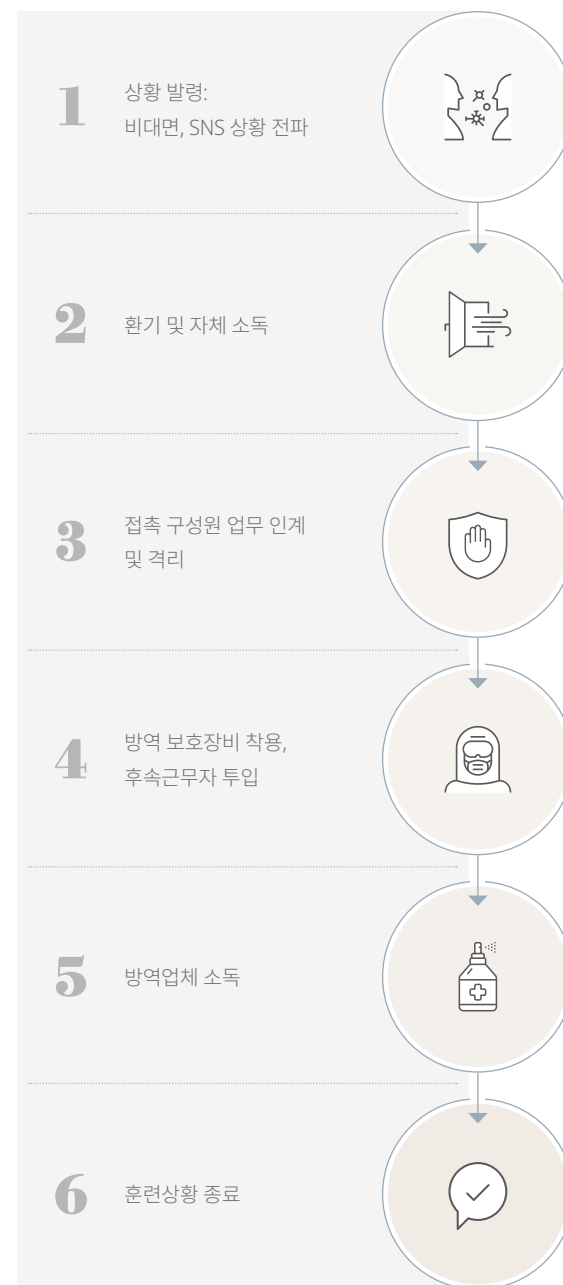 1
상황 발령:
비대면, SNS 상황 전파
2
환기 및 자체 소독
3
접촉 구성원 업무 인계
및 격리
4
방역 보호장비 착용,
후속근무자 투입
5
방역업체 소독
6
훈련상황 종료